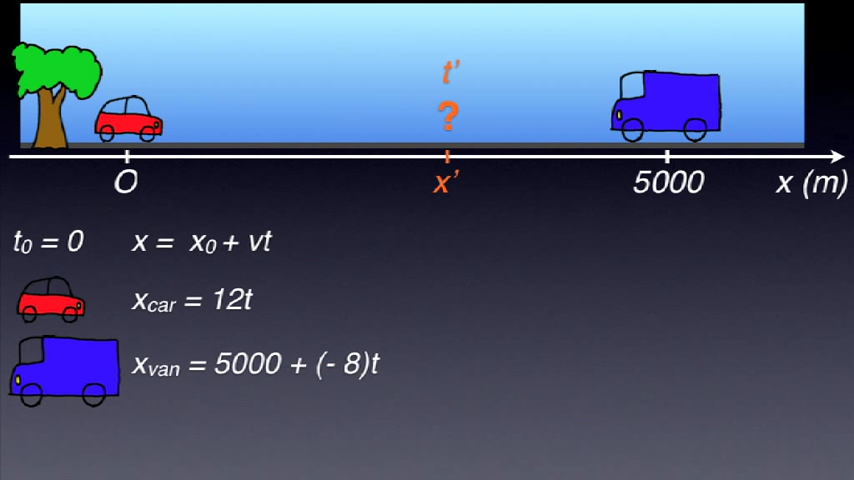 t'
?
O x' 5000 x (m)
t₀ = 0 x = x₀ + vt
x_car = 12t
x_van = 5000 + (- 8)t